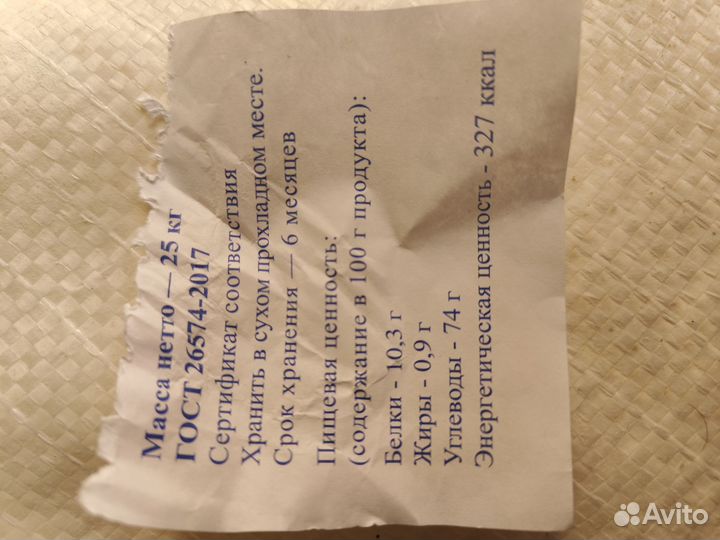 Масса нетто — 25 кг
ГОСТ 26574-2017
Сертификат соответствия
Хранить в сухом прохладном месте.
Срок хранения — 6 месяцев
Пищевая ценность:
(содержание в 100 г продукта):
Белки - 10,3 г
Жиры - 0,9 г
Углеводы - 74 г
Энергетическая ценность - 327 ккал
Avito